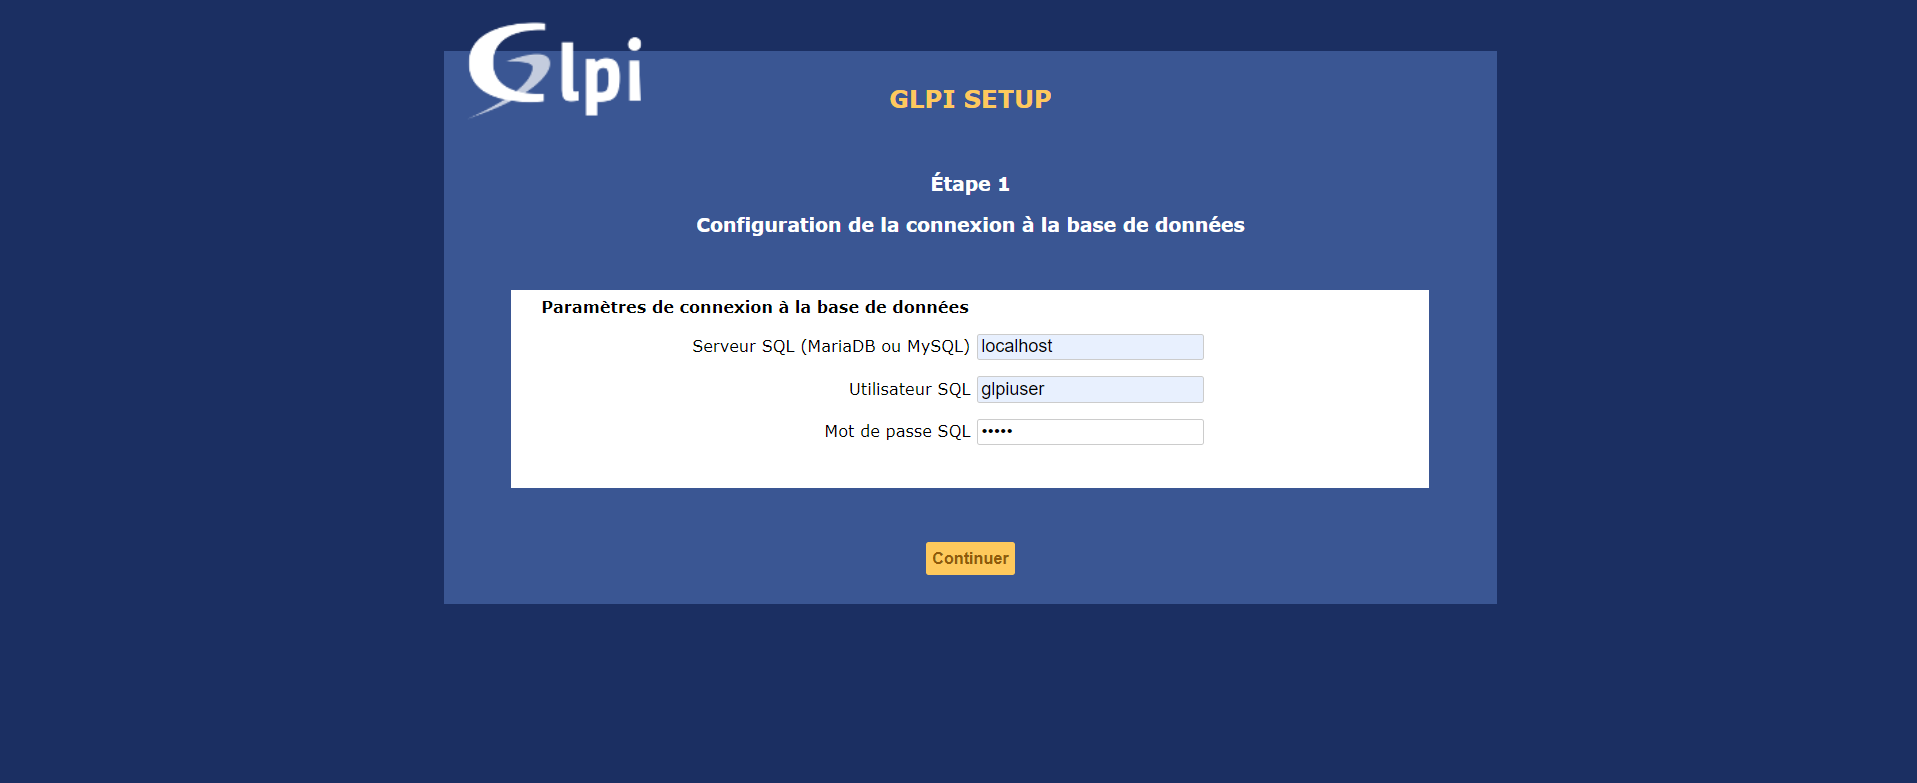 Glpi
GLPI SETUP
Étape 1
Configuration de la connexion à la base de données
Paramètres de connexion à la base de données
Serveur SQL (MariaDB ou MySQL) localhost
Utilisateur SQL glpiuser
Mot de passe SQL •••••
Continuer